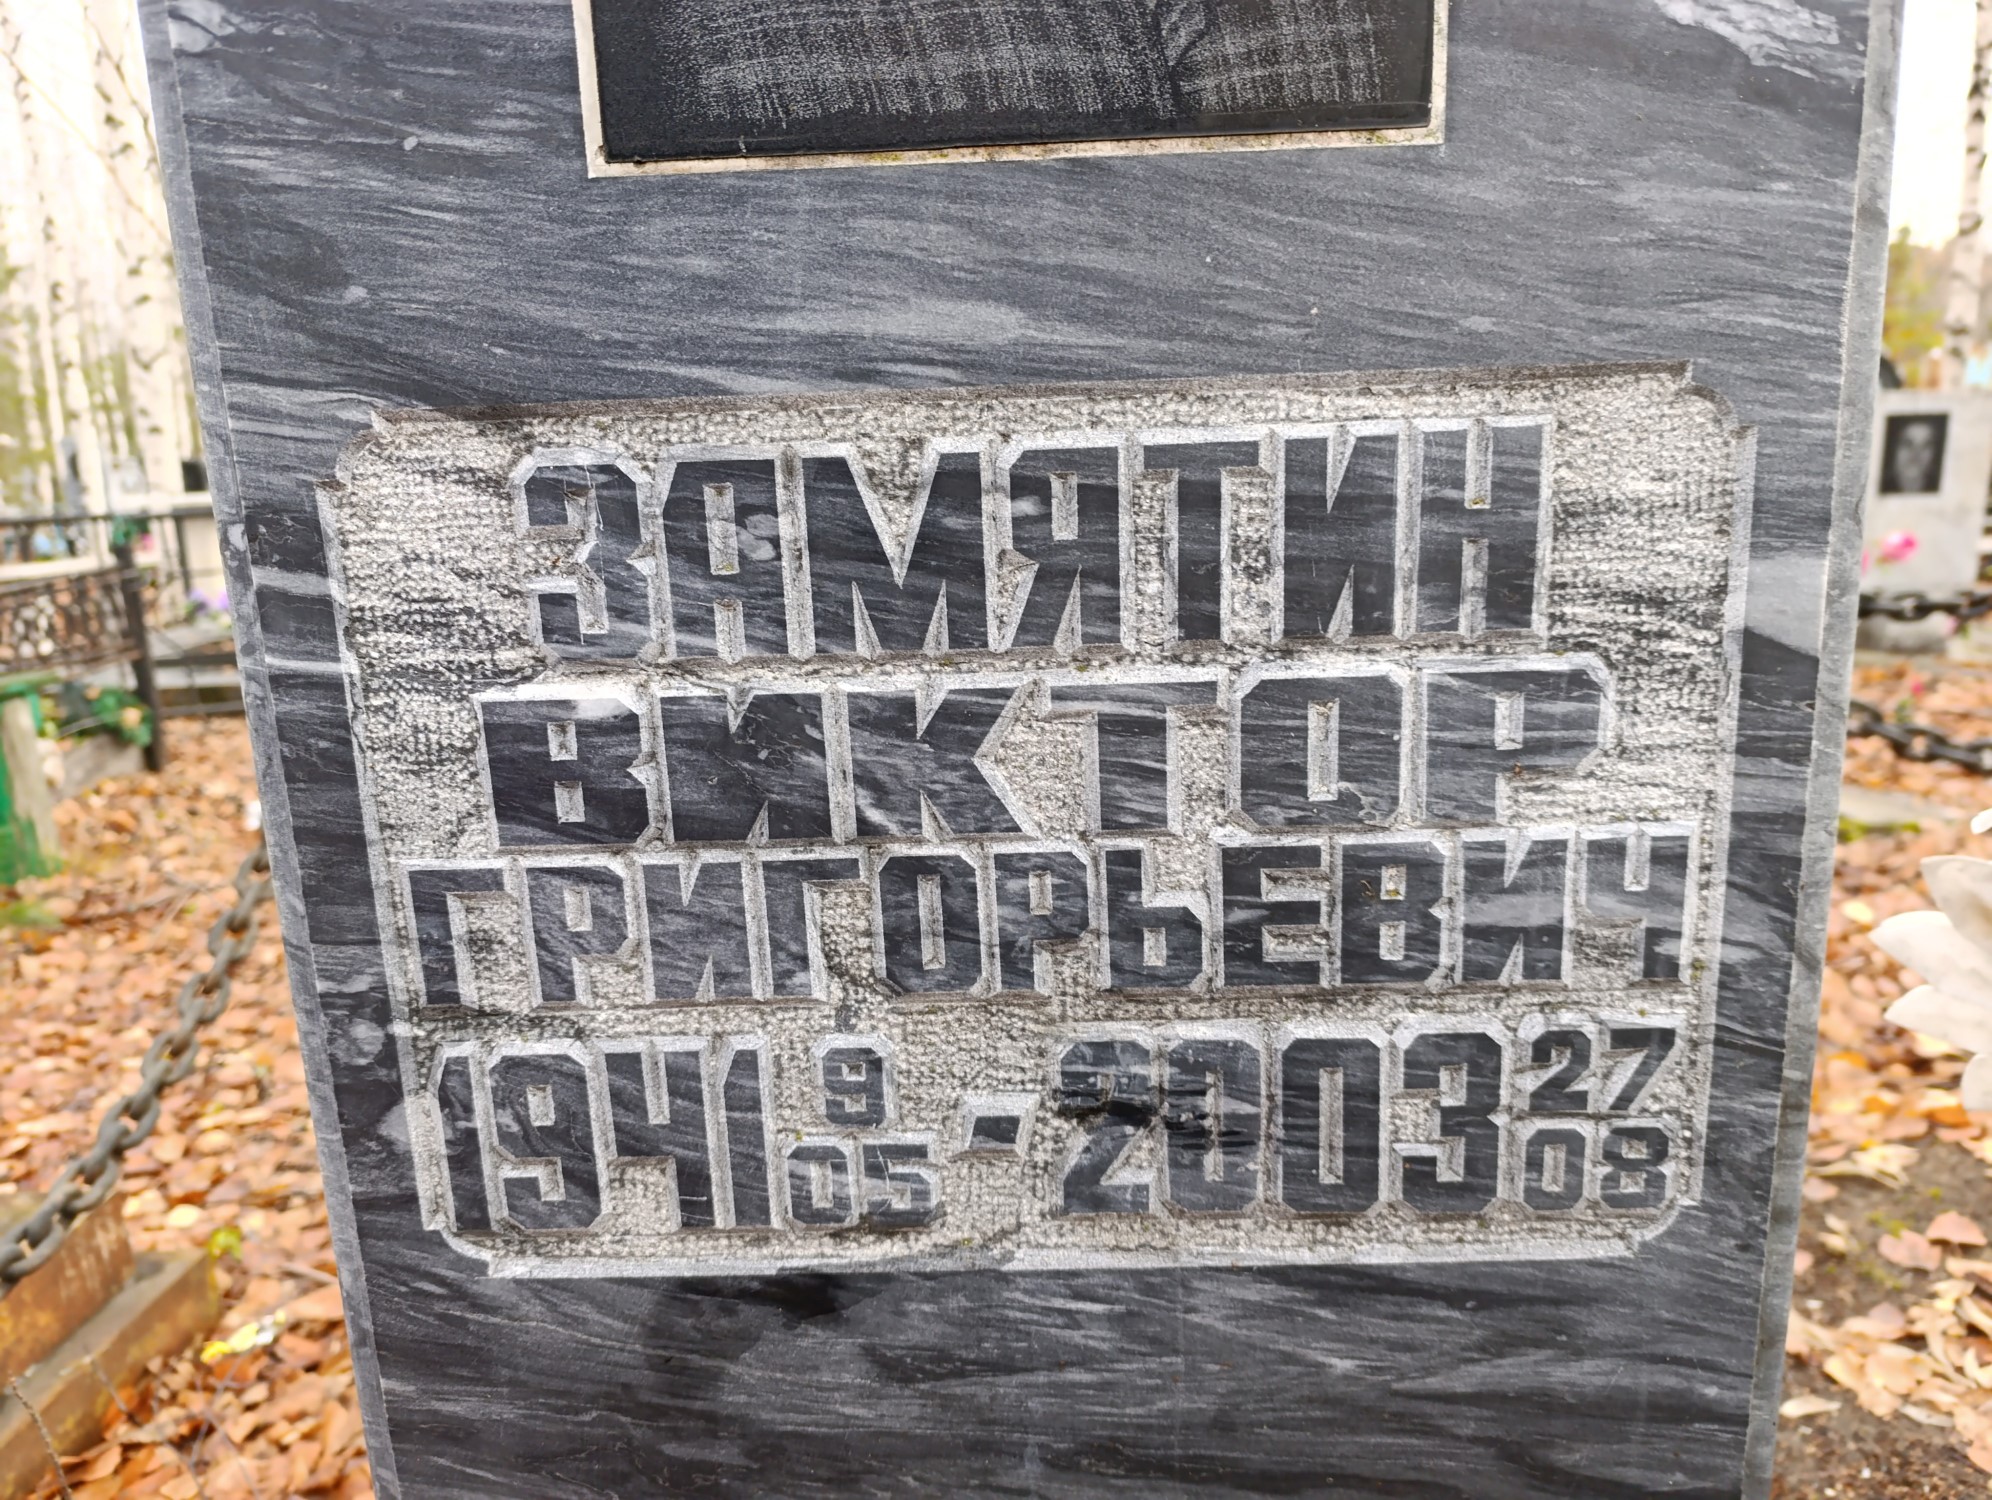 ЗАМЯТИН
ВИКТОР
ГРИГОРЬЕВИЧ
1941 9 05 - 2003 27 08